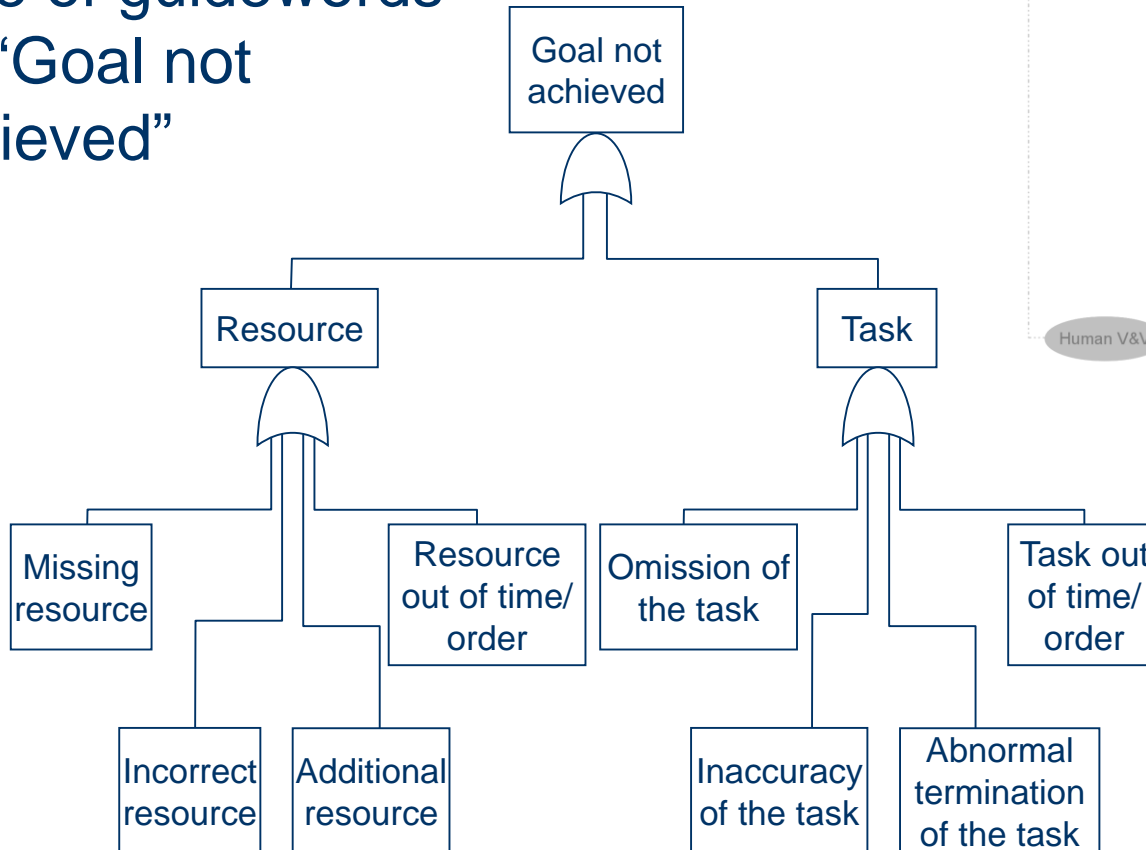 of guidewords
“Goal not
ieved”
Goal not
achieved
Resource
Task
Human V&V
Missing
resource
Resource
out of time/
order
Omission of
the task
Task out
of time/
order
Incorrect
resource
Additional
resource
Inaccuracy
of the task
Abnormal
termination
of the task